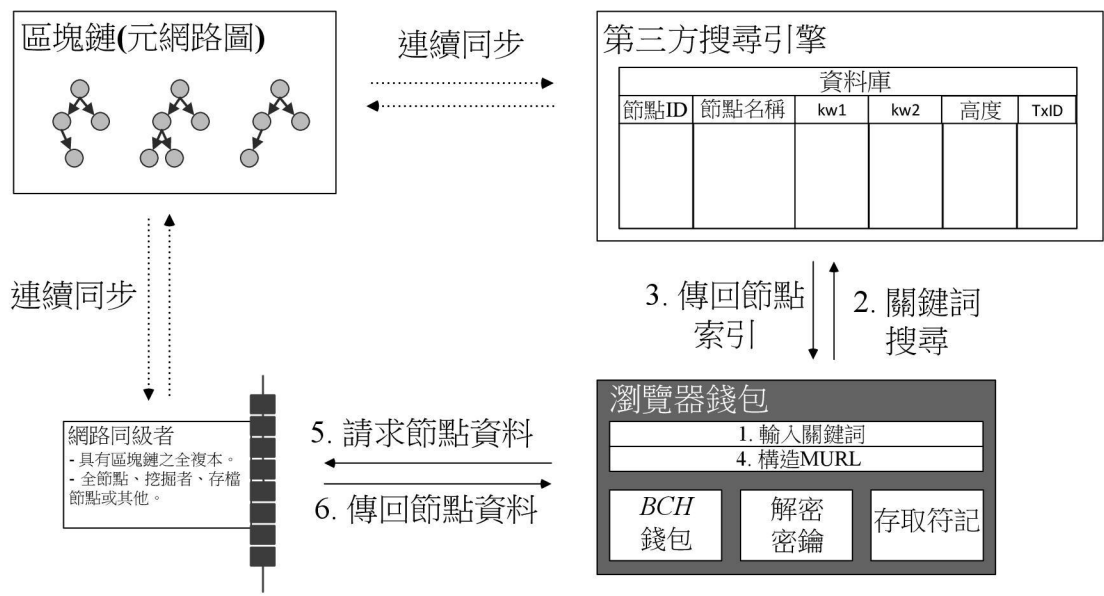 區塊鏈(元網路圖)
連續同步
第三方搜尋引擎
資料庫
節點ID 節點名稱 kw1 kw2 高度 TxID
連續同步
3. 傳回節點
索引
2. 關鍵詞
搜尋
網路同級者
- 具有區塊鏈之全複本。
- 全節點、挖掘者、存檔
節點或其他。
5. 請求節點資料
6. 傳回節點資料
瀏覽器錢包
1. 輸入關鍵詞
4. 構造MURL
BCH
錢包
解密
密鑰
存取符記